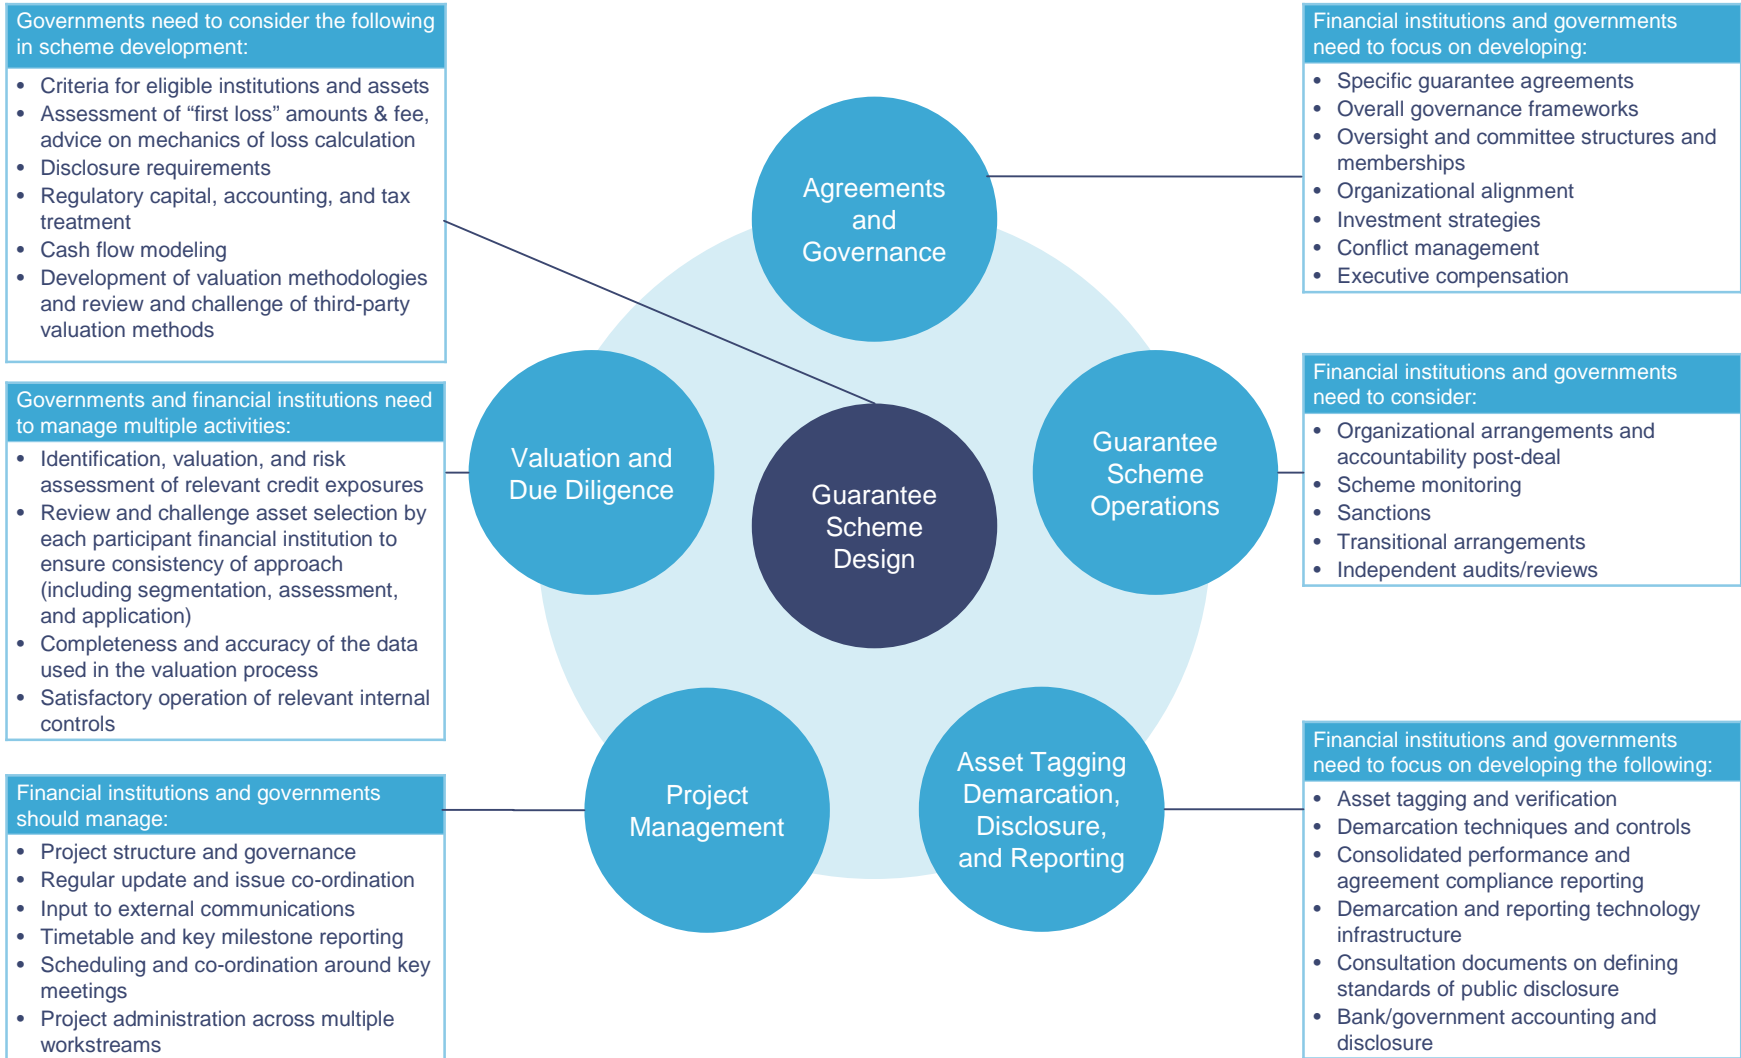 Governments need to consider the following
in scheme development:
• Criteria for eligible institutions and assets
• Assessment of “first loss” amounts & fee,
advice on mechanics of loss calculation
• Disclosure requirements
• Regulatory capital, accounting, and tax
treatment
• Cash flow modeling
• Development of valuation methodologies
and review and challenge of third-party
valuation methods
Governments and financial institutions need
to manage multiple activities:
• Identification, valuation, and risk
assessment of relevant credit exposures
• Review and challenge asset selection by
each participant financial institution to
ensure consistency of approach
(including segmentation, assessment,
and application)
• Completeness and accuracy of the data
used in the valuation process
• Satisfactory operation of relevant internal
controls
Financial institutions and governments
should manage:
• Project structure and governance
• Regular update and issue co-ordination
• Input to external communications
• Timetable and key milestone reporting
• Scheduling and co-ordination around key
meetings
• Project administration across multiple
workstreams
Agreements
and
Governance
Valuation and
Due Diligence
Guarantee
Scheme
Design
Guarantee
Scheme
Operations
Project
Management
Asset Tagging
Demarcation,
Disclosure,
and Reporting
Financial institutions and governments
need to focus on developing:
• Specific guarantee agreements
• Overall governance frameworks
• Oversight and committee structures and
memberships
• Organizational alignment
• Investment strategies
• Conflict management
• Executive compensation
Financial institutions and governments
need to consider:
• Organizational arrangements and
accountability post-deal
• Scheme monitoring
• Sanctions
• Transitional arrangements
• Independent audits/reviews
Financial institutions and governments
need to focus on developing the following:
• Asset tagging and verification
• Demarcation techniques and controls
• Consolidated performance and
agreement compliance reporting
• Demarcation and reporting technology
infrastructure
• Consultation documents on defining
standards of public disclosure
• Bank/government accounting and
disclosure